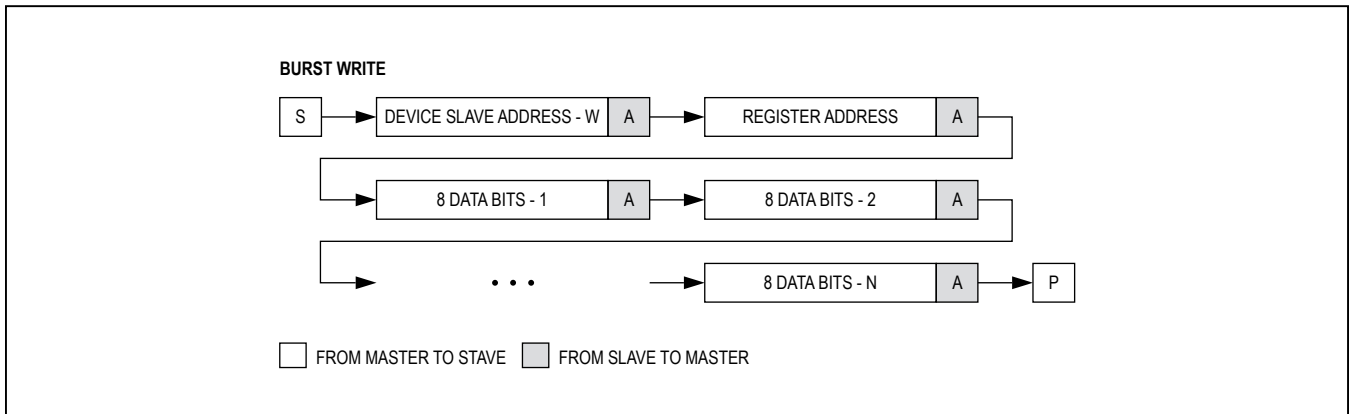 BURST WRITE
S DEVICE SLAVE ADDRESS - W A REGISTER ADDRESS A
8 DATA BITS - 1 A 8 DATA BITS - 2 A
• • • 8 DATA BITS - N A P
FROM MASTER TO STAVE FROM SLAVE TO MASTER